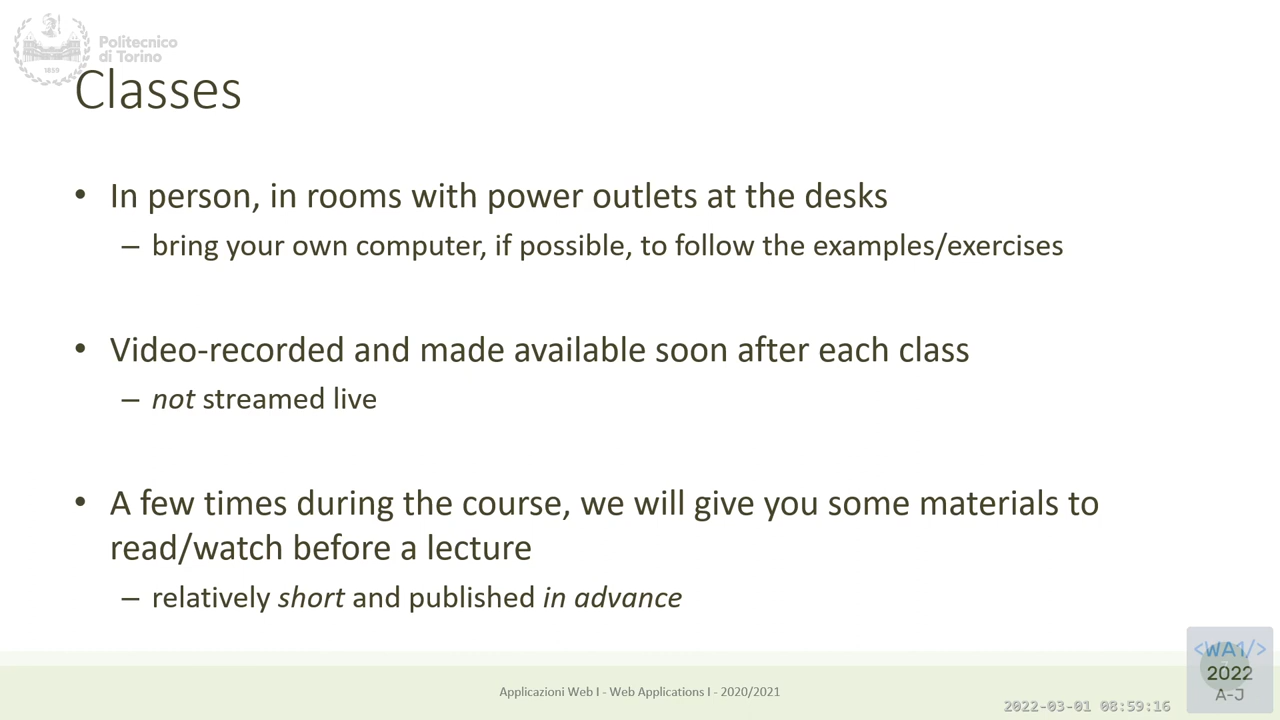 Politecnico
di Torino
1859
Classes
• In person, in rooms with power outlets at the desks
– bring your own computer, if possible, to follow the examples/exercises
• Video-recorded and made available soon after each class
– not streamed live
• A few times during the course, we will give you some materials to
read/watch before a lecture
– relatively short and published in advance
<WA1/>
2022
A-J
Applicazioni Web I - Web Applications I - 2020/2021
2022-03-01 08:59:16